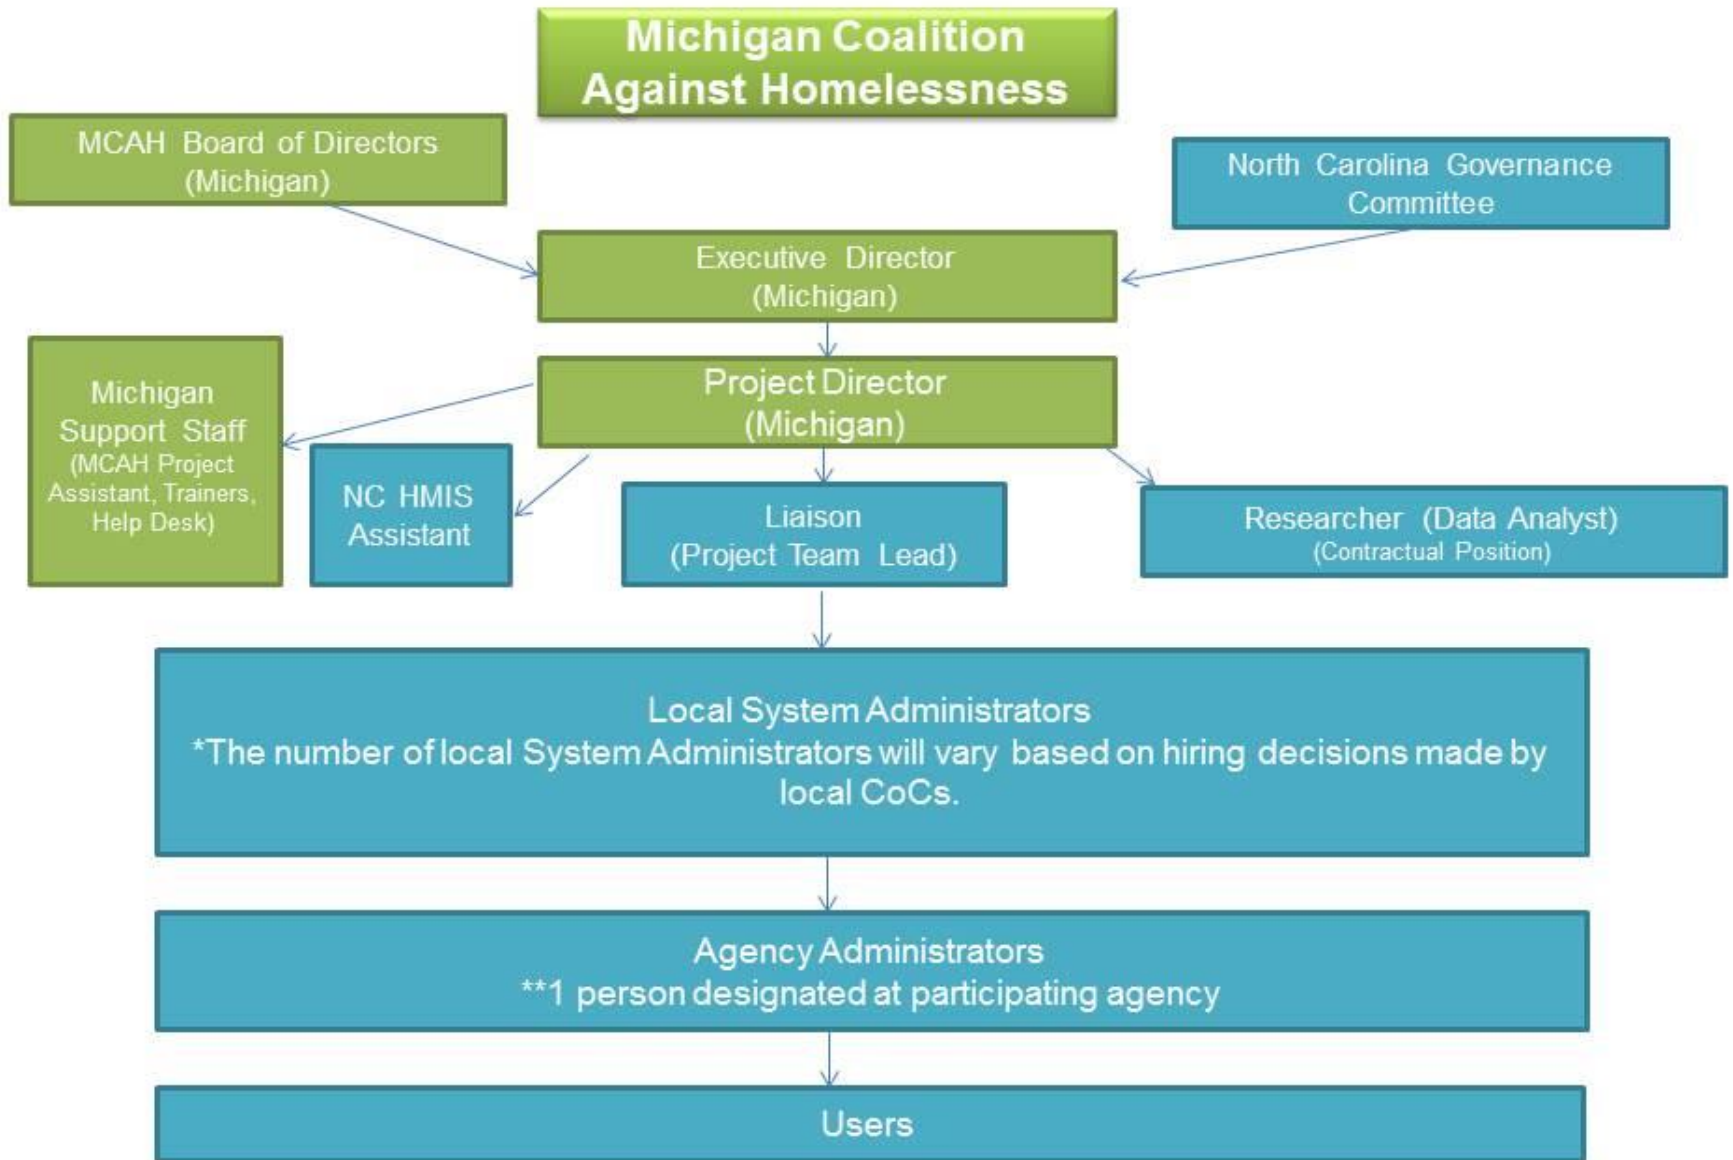 Michigan Coalition
Against Homelessness
MCAH Board of Directors
(Michigan)
North Carolina Governance
Committee
Executive Director
(Michigan)
Project Director
(Michigan)
Michigan
Support Staff
(MCAH Project
Assistant, Trainers,
Help Desk)
NC HMIS
Assistant
Liaison
(Project Team Lead)
Researcher (Data Analyst)
(Contractual Position)
Local System Administrators
*The number of local System Administrators will vary based on hiring decisions made by
local CoCs.
Agency Administrators
**1 person designated at participating agency
Users